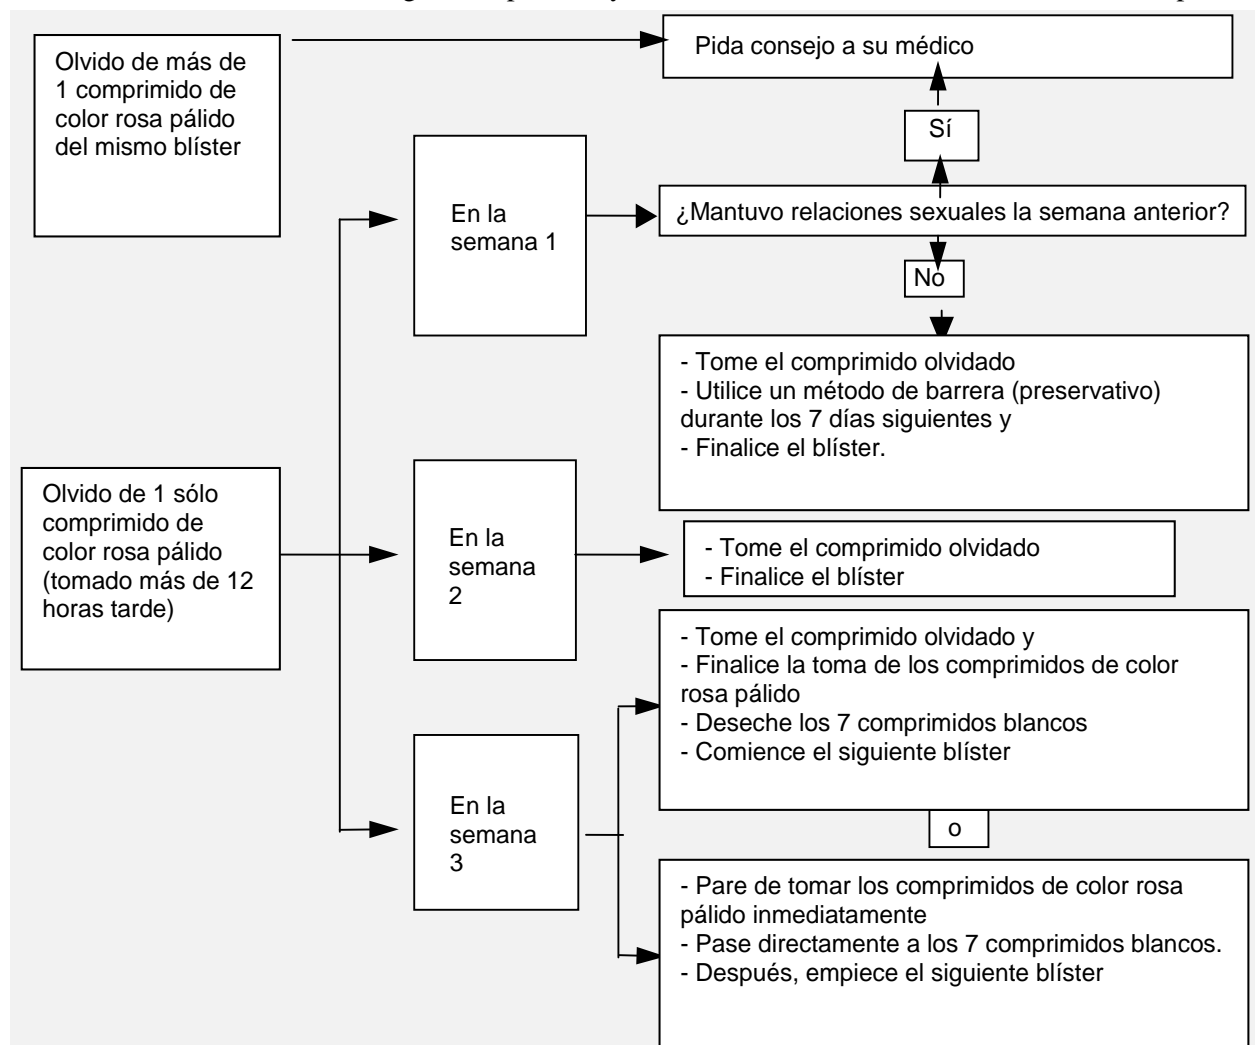 Olvido de más de
1 comprimido de
color rosa pálido
del mismo blíster
Pida consejo a su médico
Sí
En la
semana 1
¿Mantuvo relaciones sexuales la semana anterior?
No
- Tome el comprimido olvidado
- Utilice un método de barrera (preservativo)
durante los 7 días siguientes y
- Finalice el blíster.
Olvido de 1 sólo
comprimido de
color rosa pálido
(tomado más de 12
horas tarde)
En la
semana
2
- Tome el comprimido olvidado
- Finalice el blíster
En la
semana
3
- Tome el comprimido olvidado y
- Finalice la toma de los comprimidos de color
rosa pálido
- Deseche los 7 comprimidos blancos
- Comience el siguiente blíster
o
- Pare de tomar los comprimidos de color rosa
pálido inmediatamente
- Pase directamente a los 7 comprimidos blancos.
- Después, empiece el siguiente blíster